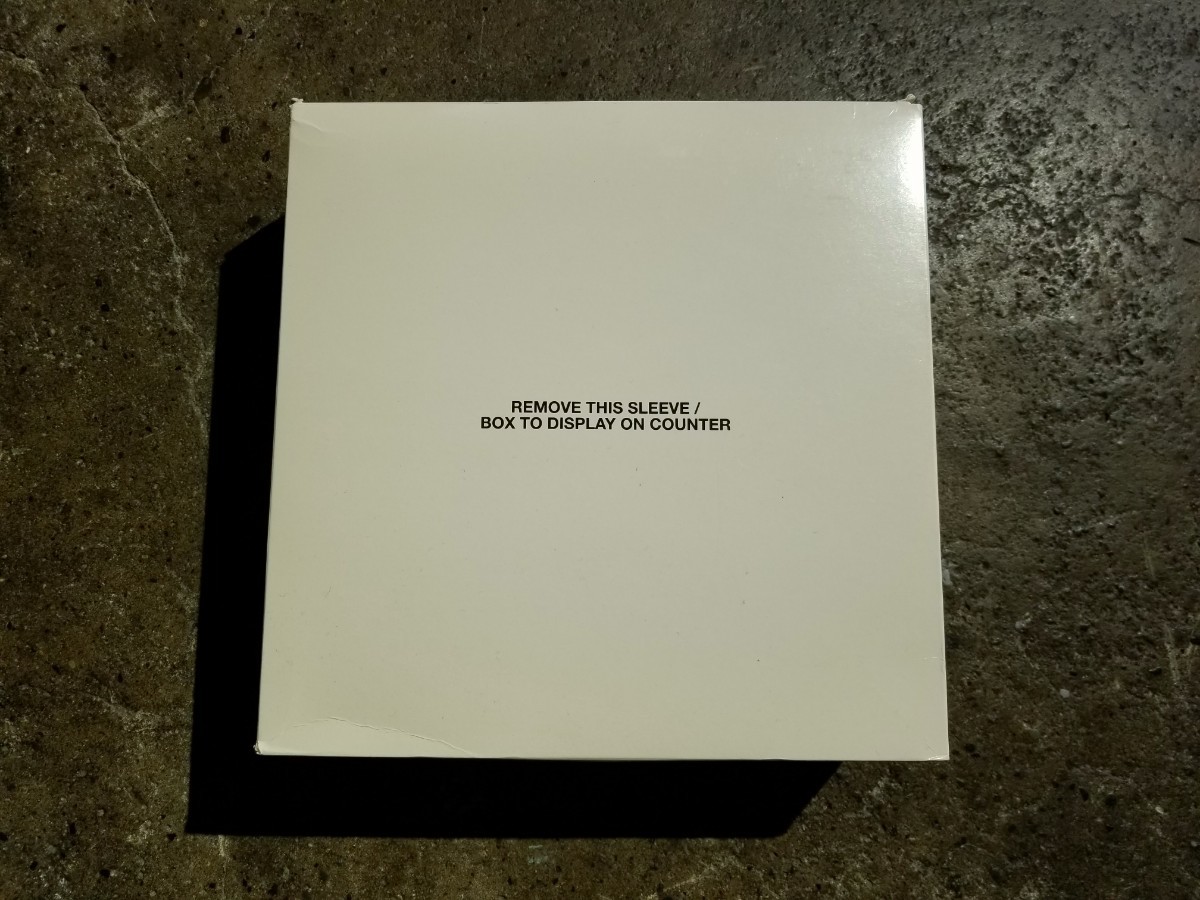 REMOVE THIS SLEEVE /
BOX TO DISPLAY ON COUNTER